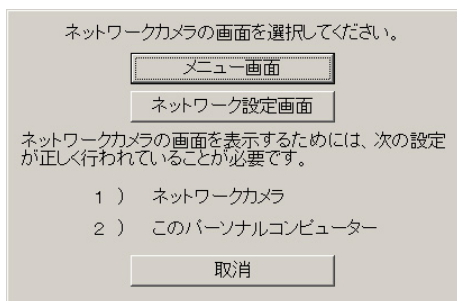 ネットワークカメラの画面を選択してください。
メニュー画面
ネットワーク設定画面
ネットワークカメラの画面を表示するためには、次の設定
が正しく行われていることが必要です。
1 ） ネットワークカメラ
2 ） このパーソナルコンピューター
取消